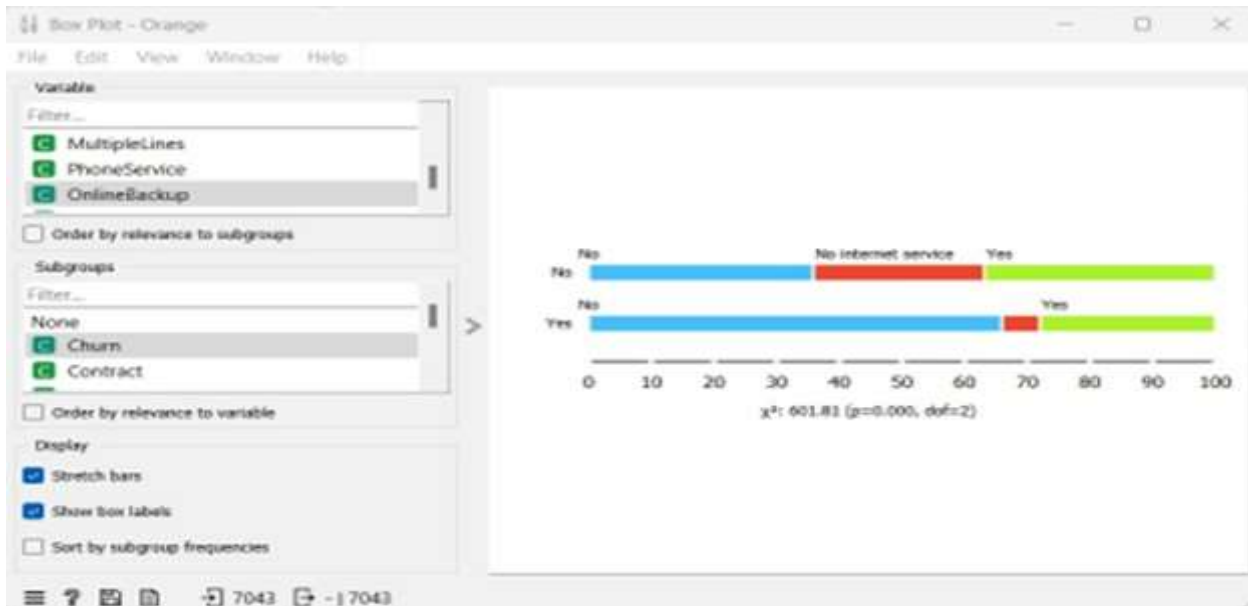 Box Plot - Orange
File Edit View Window Help
Variable
Filter...
MultipleLines
PhoneService
OnlineBackup
Order by relevance to subgroups
Subgroups
Filter...
None
Churn
Contract
Order by relevance to variable
Display
Stretch bars
Show box labels
Sort by subgroup frequencies
7043 - | 7043
No No internet service Yes
No
No Yes
Yes
0 10 20 30 40 50 60 70 80 90 100
χ²: 601.81 (p=0.000, dof=2)